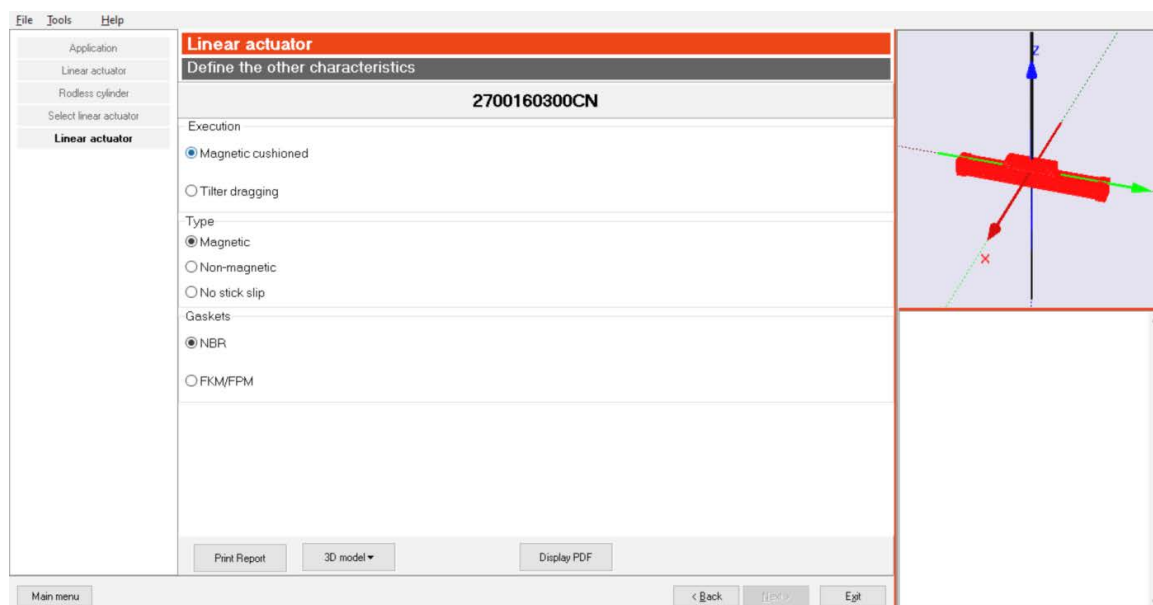 File Tools Help
Application
Linear actuator
Rodless cylinder
Select linear actuator
Linear actuator
Linear actuator
Define the other characteristics
2700160300CN
Execution
Magnetic cushioned
Tilter dragging
Type
Magnetic
Non-magnetic
No stick slip
Gaskets
NBR
FKM/FPM
Print Report
3D model
Display PDF
Z
X
Main menu
< Back
Next >
Exit